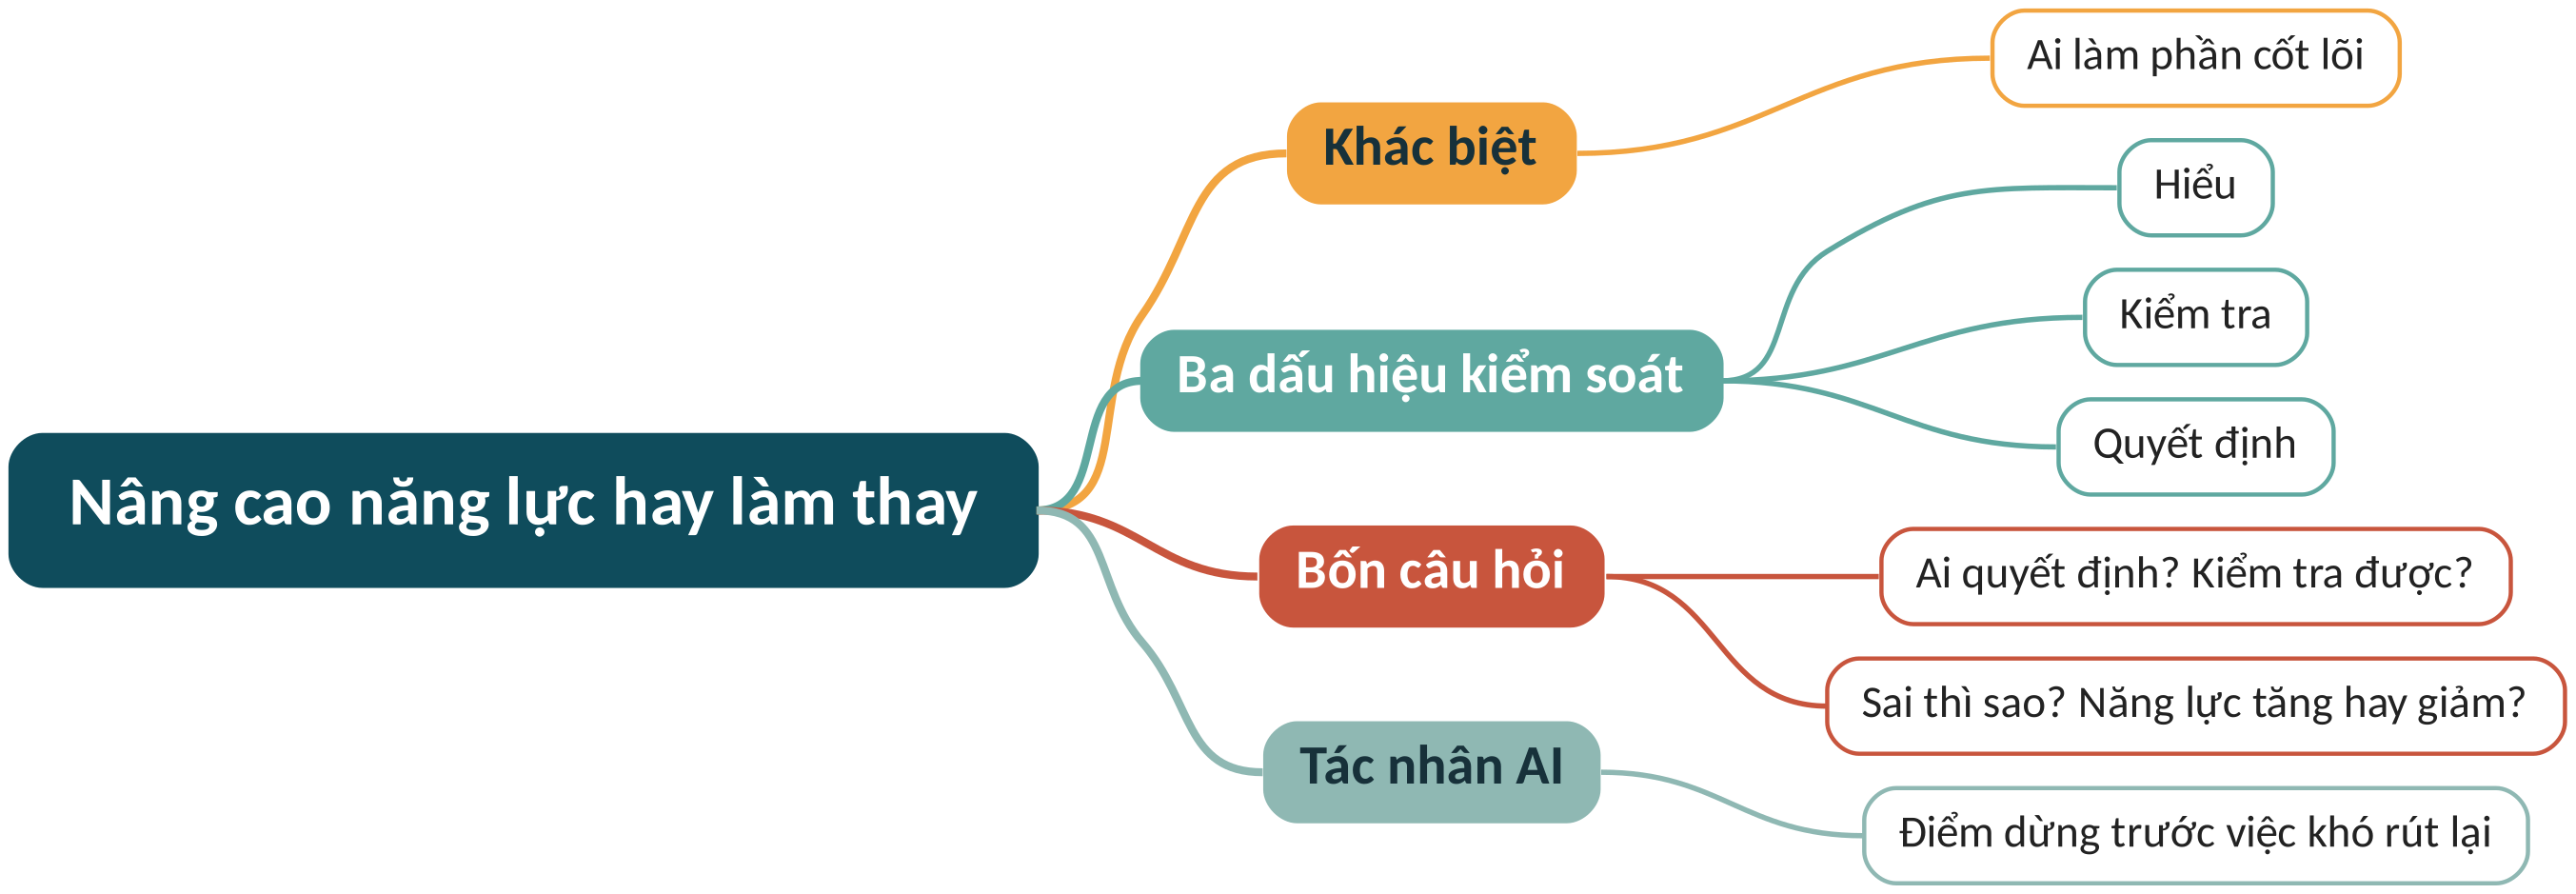 Nâng cao năng lực hay làm thay
Khác biệt
Ai làm phần cốt lõi
Ba dấu hiệu kiểm soát
Hiểu
Kiểm tra
Quyết định
Bốn câu hỏi
Ai quyết định? Kiểm tra được?
Sai thì sao? Năng lực tăng hay giảm?
Tác nhân AI
Điểm dừng trước việc khó rút lại